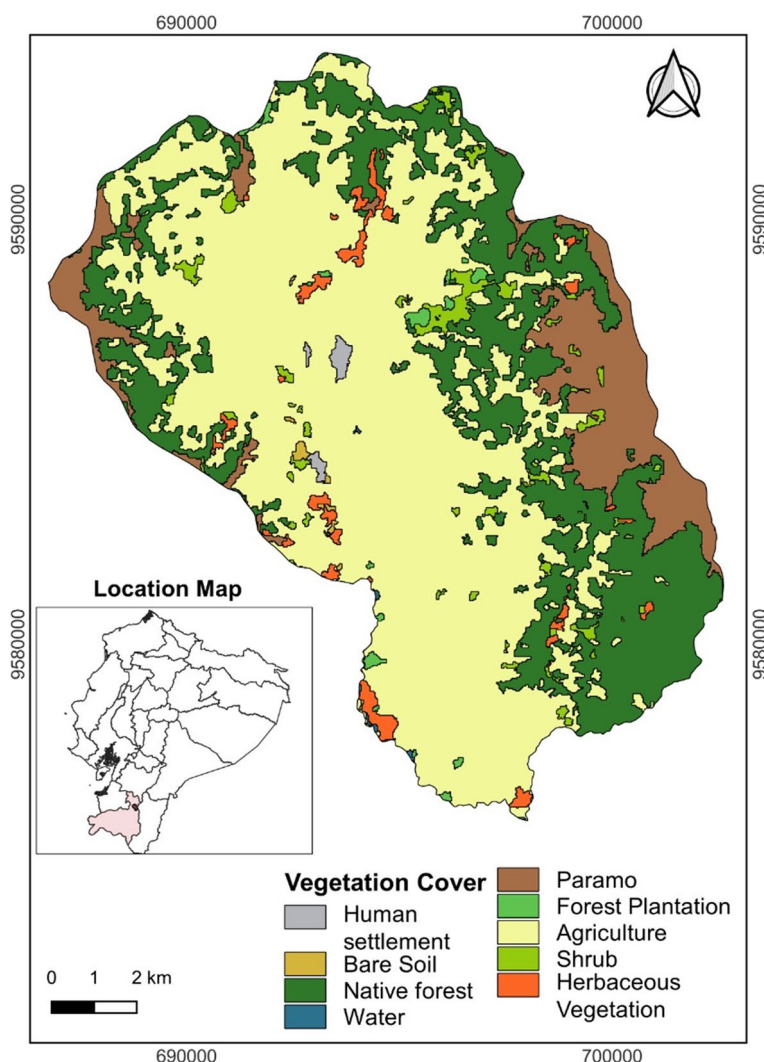 690000 700000
9590000 9590000
Location Map
9580000 9580000
Vegetation Cover
Human
settlement
Bare Soil
Native forest
Water
Paramo
Forest Plantation
Agriculture
Shrub
Herbaceous
Vegetation
0 1 2 km
690000 700000